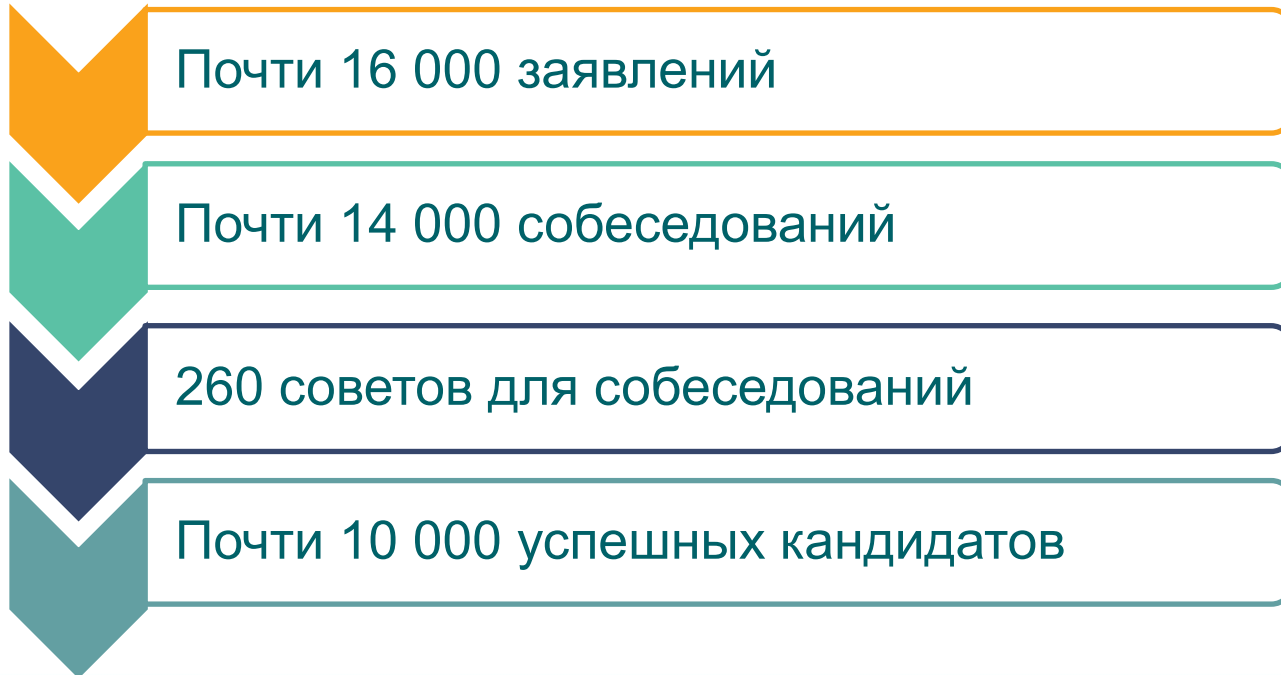 Почти 16 000 заявлений
Почти 14 000 собеседований
260 советов для собеседований
Почти 10 000 успешных кандидатов